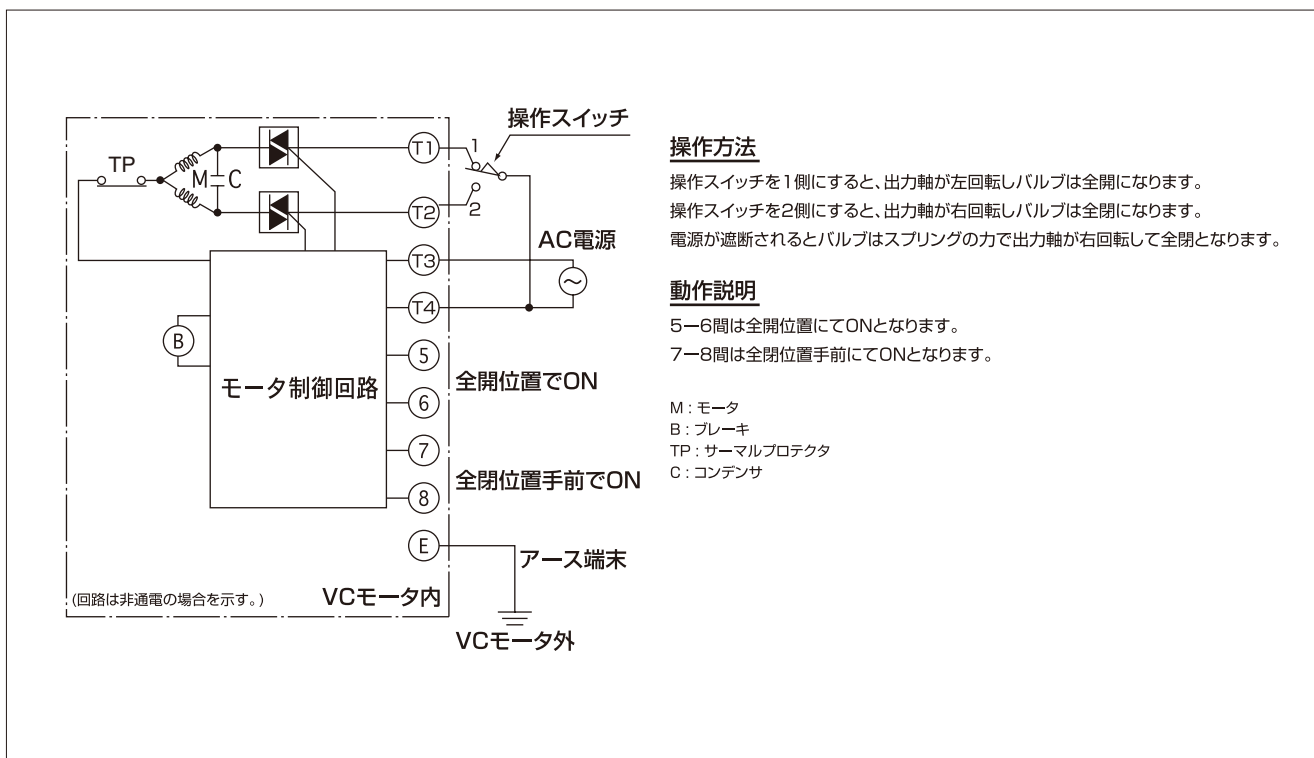 操作スイッチ
TP
M
C
T1
1
T2
2
AC電源
T3
T4
B
モータ制御回路
5
全開位置でON
6
7
全閉位置手前でON
8
E
アース端末
(回路は非通電の場合を示す。)
VCモータ内
VCモータ外
操作方法
操作スイッチを1側にすると、出力軸が左回転しバルブは全開になります。
操作スイッチを2側にすると、出力軸が右回転しバルブは全閉になります。
電源が遮断されるとバルブはスプリングの力で出力軸が右回転して全閉となります。
動作説明
5ー6間は全開位置にてONとなります。
7ー8間は全閉位置手前にてONとなります。
M : モータ
B : ブレーキ
TP : サーマルプロテクタ
C : コンデンサ